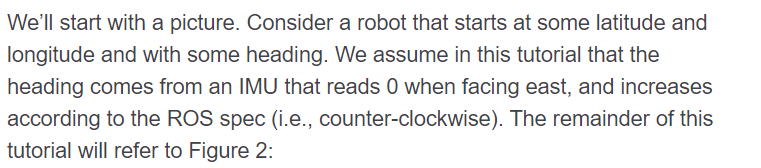 We’ll start with a picture. Consider a robot that starts at some latitude and
longitude and with some heading. We assume in this tutorial that the
heading comes from an IMU that reads 0 when facing east, and increases
according to the ROS spec (i.e., counter-clockwise). The remainder of this
tutorial will refer to Figure 2: